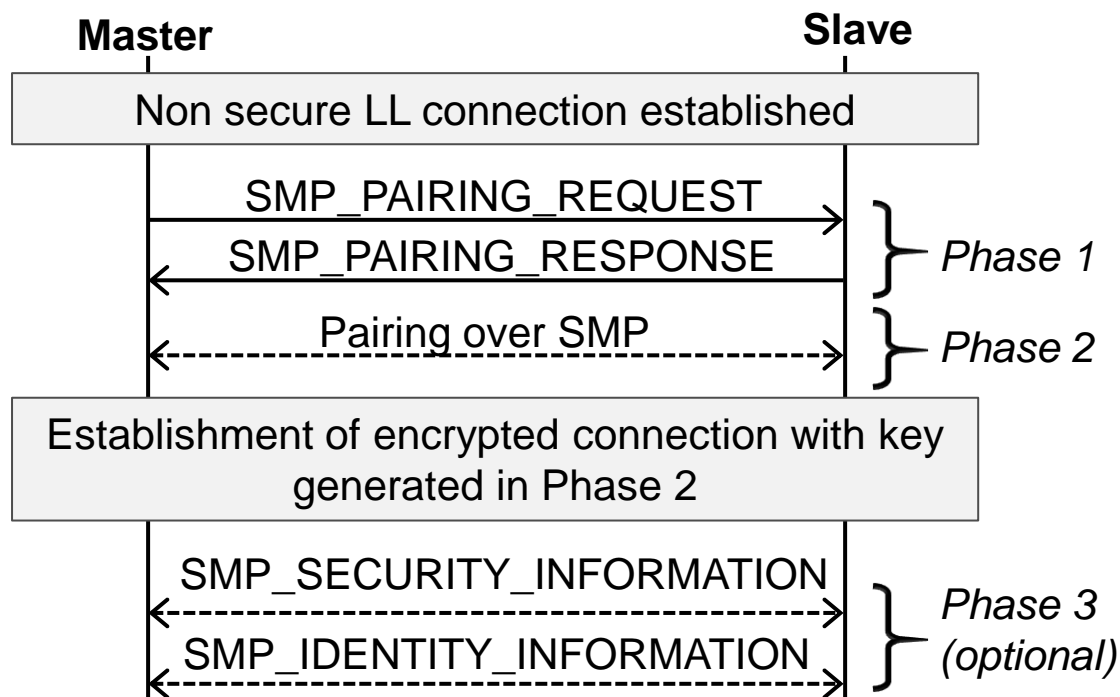 Master
Slave
Non secure LL connection established
SMP_PAIRING_REQUEST
SMP_PAIRING_RESPONSE
Phase 1
Pairing over SMP
Phase 2
Establishment of encrypted connection with key
generated in Phase 2
SMP_SECURITY_INFORMATION
SMP_IDENTITY_INFORMATION
Phase 3
(optional)